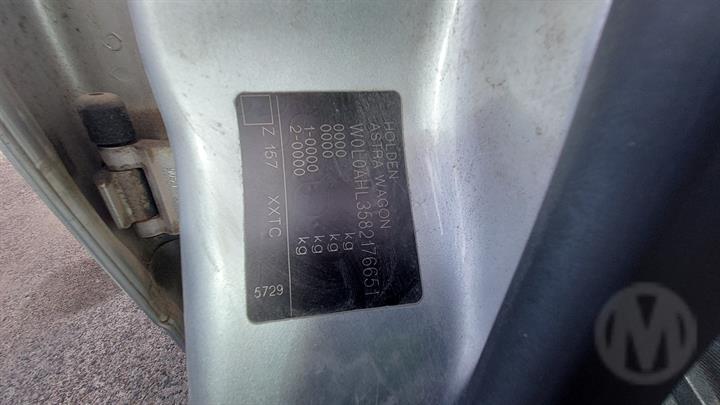 HOLDEN
ASTRA WAGON
W0L0AHL3582176651
0000 kg
0000 kg
1-0000 kg
2-0000 kg
Z 157 XXTC 5729
M